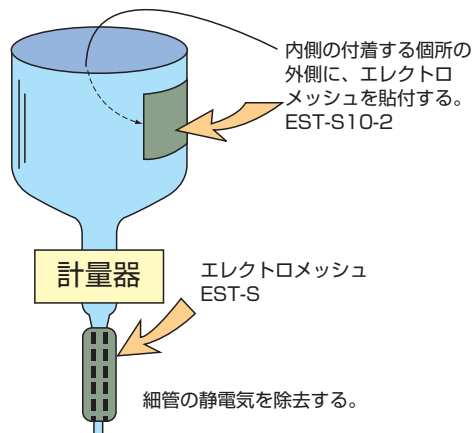 内側の付着する個所の
外側に、エレクトロ
メッシュを貼付する。
EST-S10-2
計量器
エレクトロメッシュ
EST-S
細管の静電気を除去する。